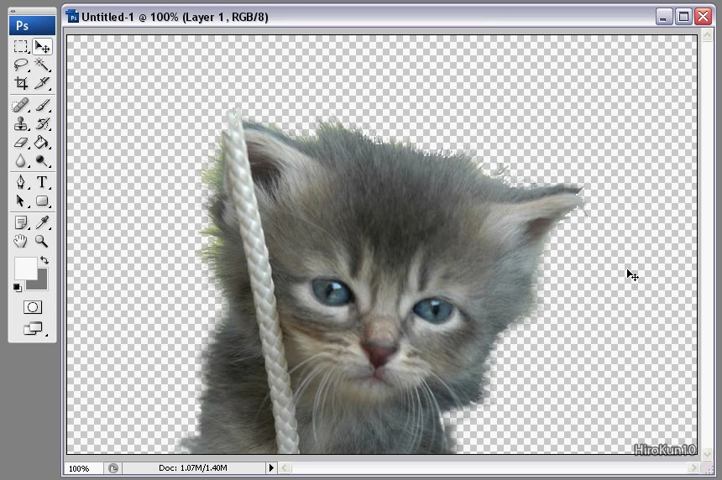 Ps
Untitled-1 @ 100% (Layer 1, RGB/8)
T
HiroKun10
100%
Doc: 1.07M/1.40M